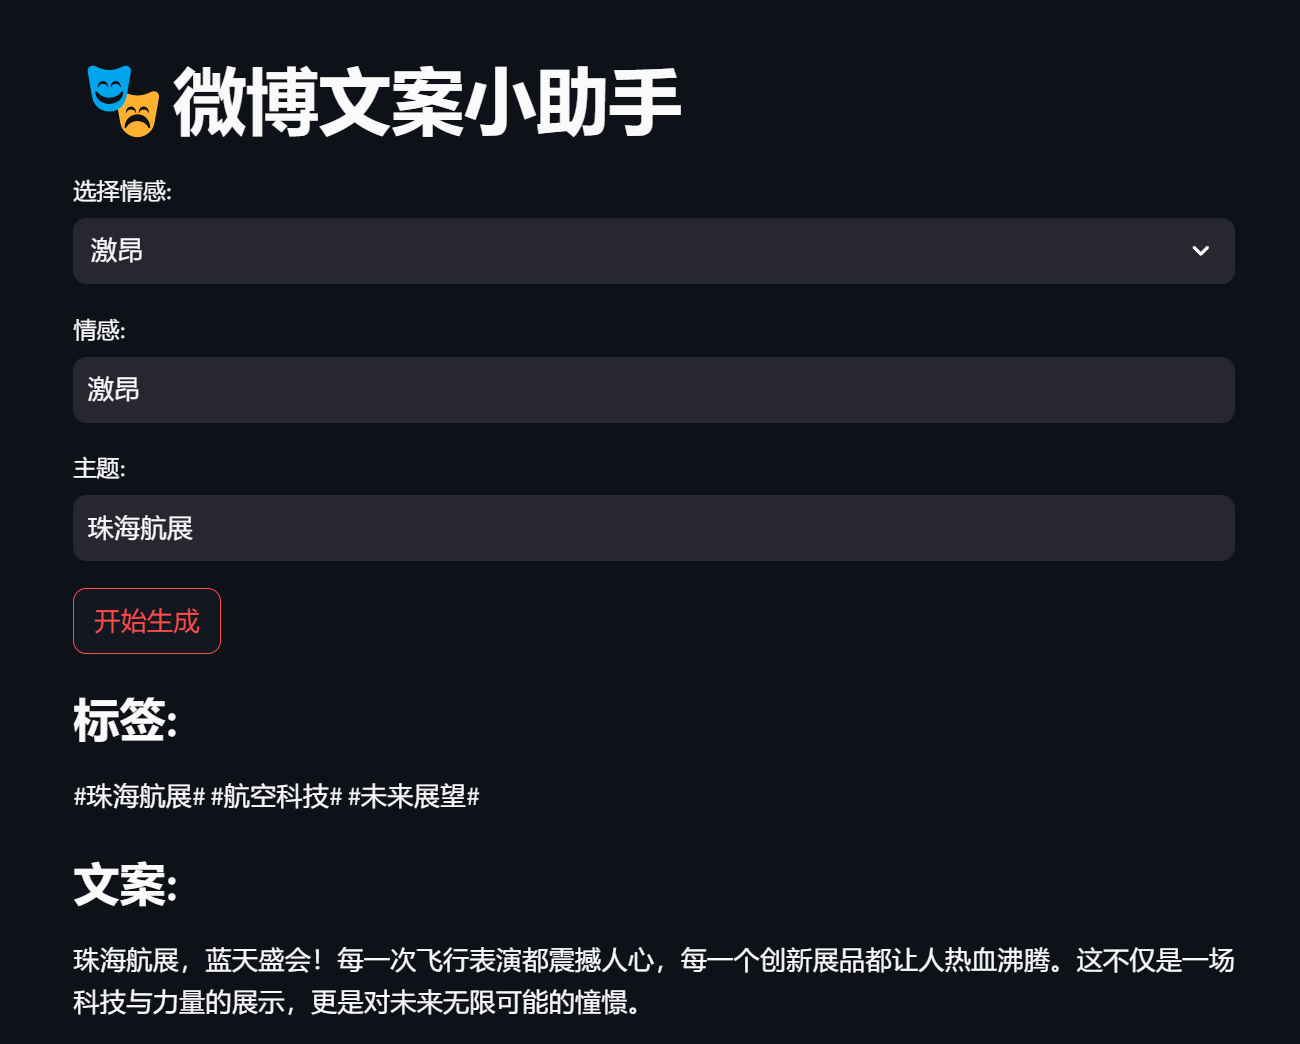 微博文案小助手
选择情感:
激昂
情感:
激昂
主题:
珠海航展
开始生成
标签:
#珠海航展# #航空科技# #未来展望#
文案:
珠海航展，蓝天盛会！每一次飞行表演都震撼人心，每一个创新展品都让人热血沸腾。这不仅是一场
科技与力量的展示，更是对未来无限可能的憧憬。